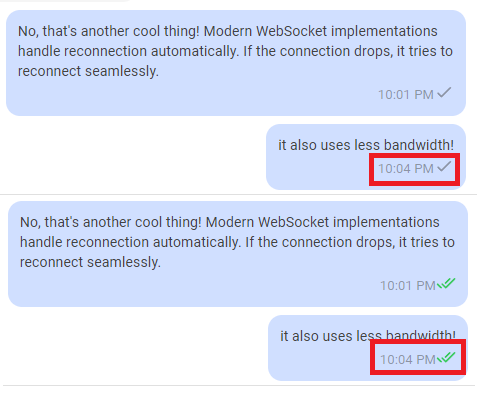 No, that's another cool thing! Modern WebSocket implementations
handle reconnection automatically. If the connection drops, it tries to
reconnect seamlessly.
10:01 PM
it also uses less bandwidth!
10:04 PM
No, that's another cool thing! Modern WebSocket implementations
handle reconnection automatically. If the connection drops, it tries to
reconnect seamlessly.
10:01 PM
it also uses less bandwidth!
10:04 PM